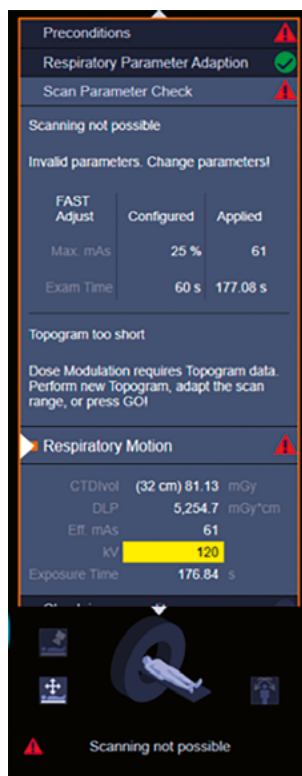 Preconditions
Respiratory Parameter Adaption
Scan Parameter Check
Scanning not possible
Invalid parameters. Change parameters!
FAST Adjust Configured Applied
Max. mAs 25 % 61
Exam Time 60 s 177.08 s
Topogram too short
Dose Modulation requires Topogram data.
Perform new Topogram, adapt the scan
range, or press GO!
Respiratory Motion
CTDIvol (32 cm) 81.13 mGy
DLP 5,254.7 mGy*cm
Eff. mAs 61
kV 120
Exposure Time 176.84 s
Scanning not possible